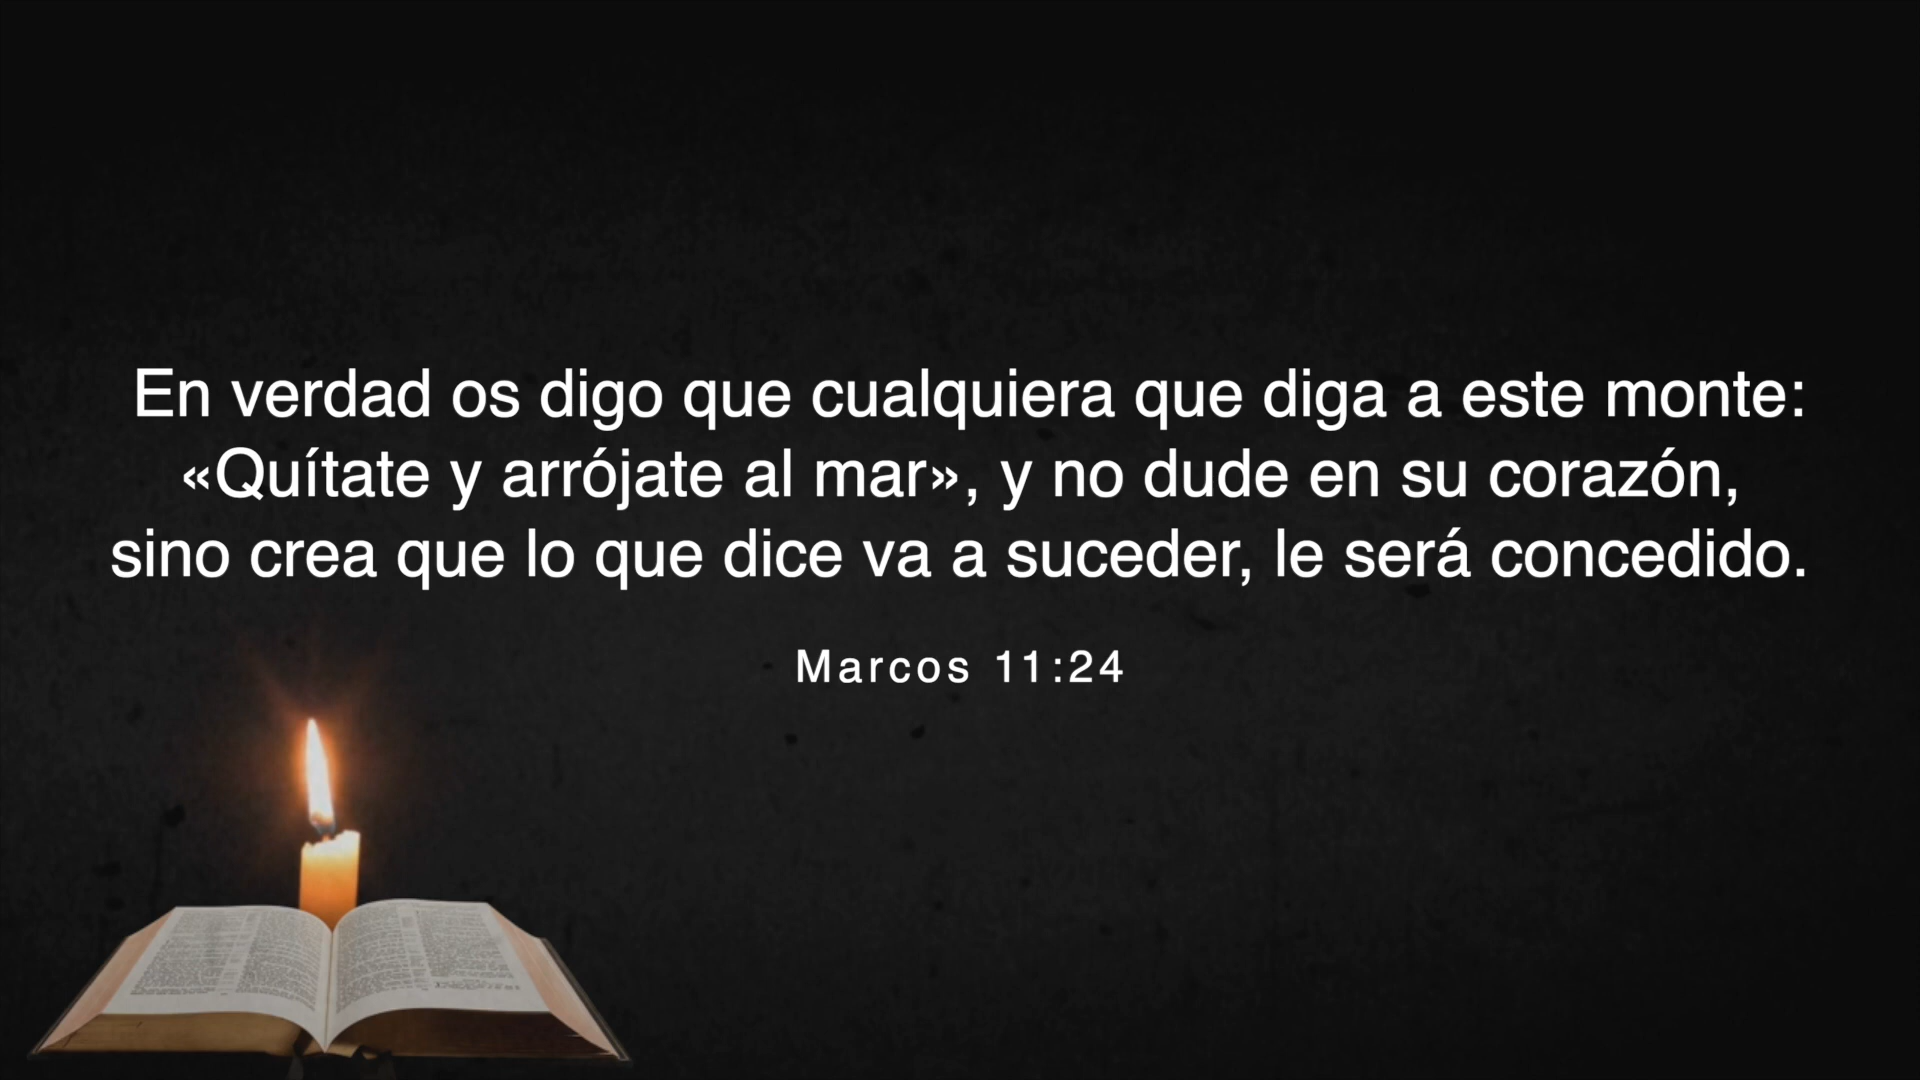 En verdad os digo que cualquiera que diga a este monte:
«Quítate y arrójate al mar», y no dude en su corazón,
sino crea que lo que dice va a suceder, le será concedido.
Marcos 11:24